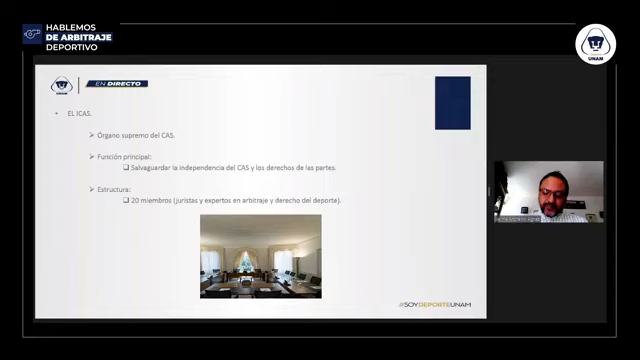 HABLEMOS
DE ARBITRAJE
DEPORTIVO
UNAM
UNAM
EN DIRECTO
• EL ICAS.
➢ Órgano supremo del CAS.
➢ Función principal:
❑ Salvaguardar la independencia del CAS y los derechos de las partes.
➢ Estructura:
❑ 20 miembros (juristas y expertos en arbitraje y derecho del deporte).
#SOYDEPORTEUNAM